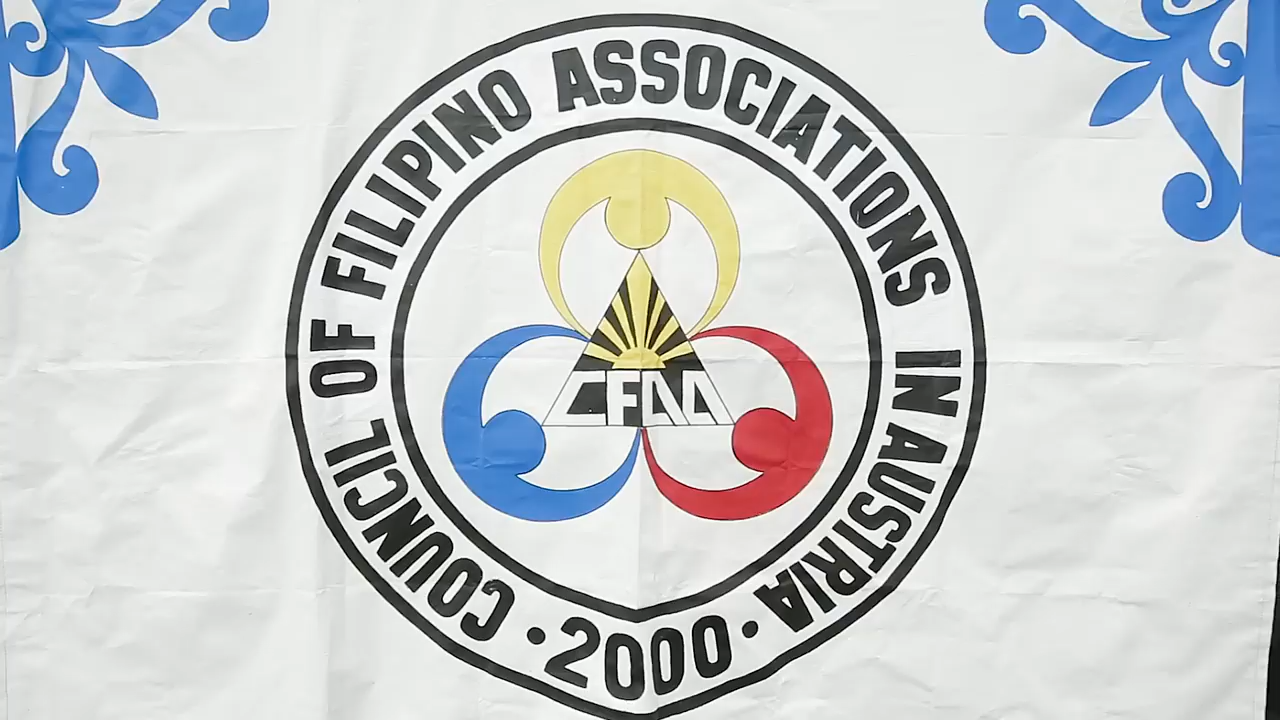 COUNCIL OF FILIPINO ASSOCIATIONS IN AUSTRIA
• 2000 •
CFAA